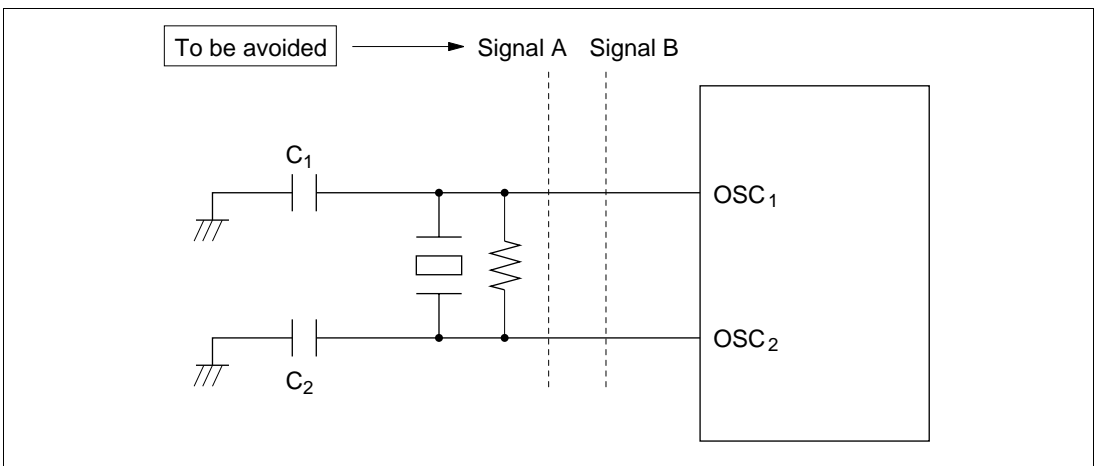 To be avoided Signal A Signal B
C₁
OSC₁
OSC₂
C₂